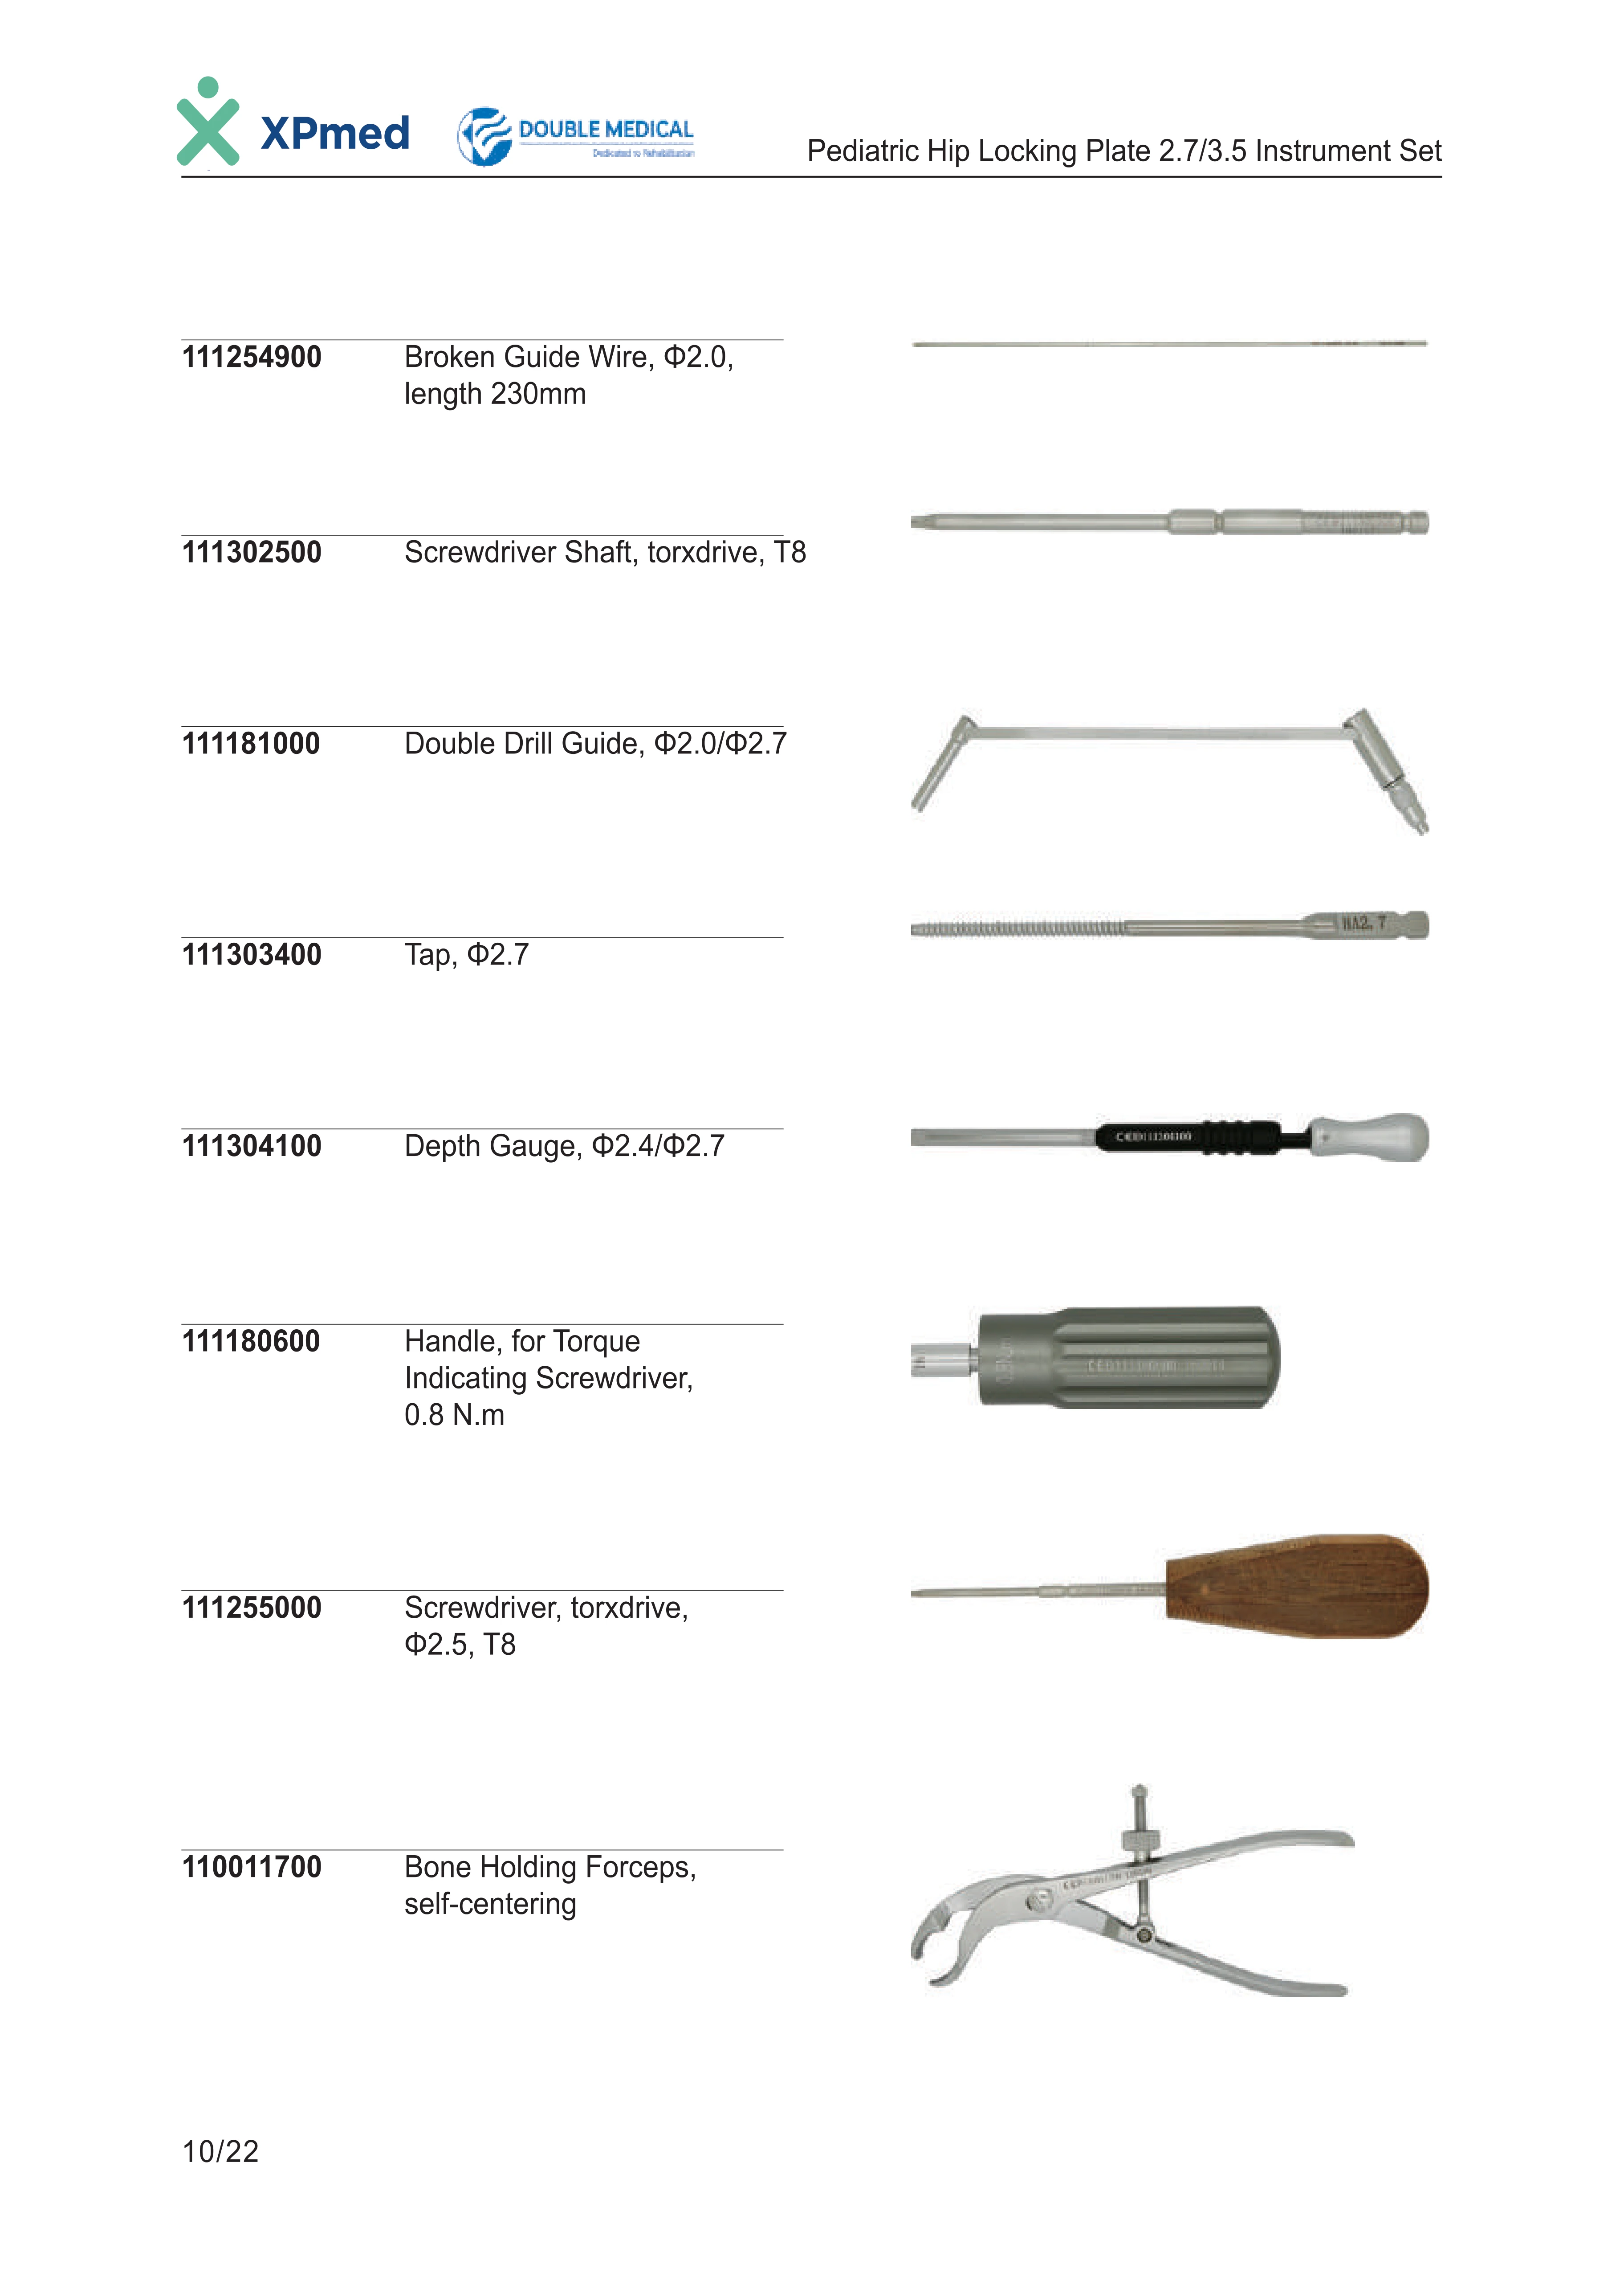 XPmed
DOUBLE MEDICAL
Dedicated to Rehabilitation
Pediatric Hip Locking Plate 2.7/3.5 Instrument Set
111254900 Broken Guide Wire, Φ2.0,
length 230mm
111302500 Screwdriver Shaft, torxdrive, T8
111181000 Double Drill Guide, Φ2.0/Φ2.7
HA2.7
111303400 Tap, Φ2.7
111304100 Depth Gauge, Φ2.4/Φ2.7
111180600 Handle, for Torque
Indicating Screwdriver,
0.8 N.m
111255000 Screwdriver, torxdrive,
Φ2.5, T8
110011700 Bone Holding Forceps,
self-centering
10/22